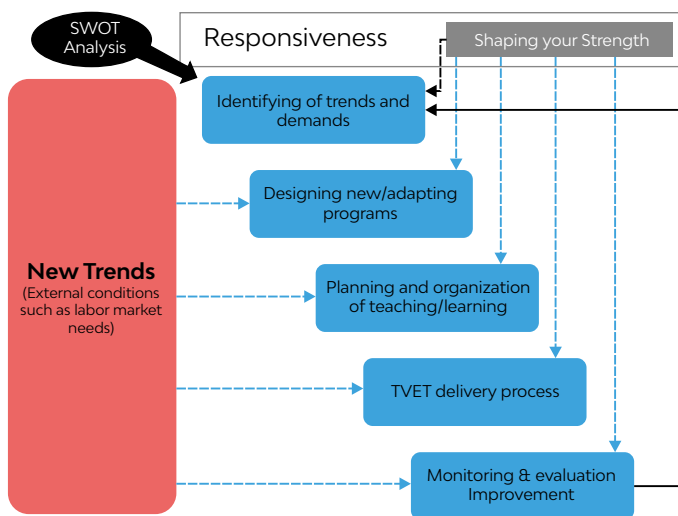 SWOT
Analysis
Responsiveness
Shaping your Strength
Identifying of trends and
demands
Designing new/adapting
programs
New Trends
(External conditions
such as labor market
needs)
Planning and organization
of teaching/learning
TVET delivery process
Monitoring & evaluation
Improvement